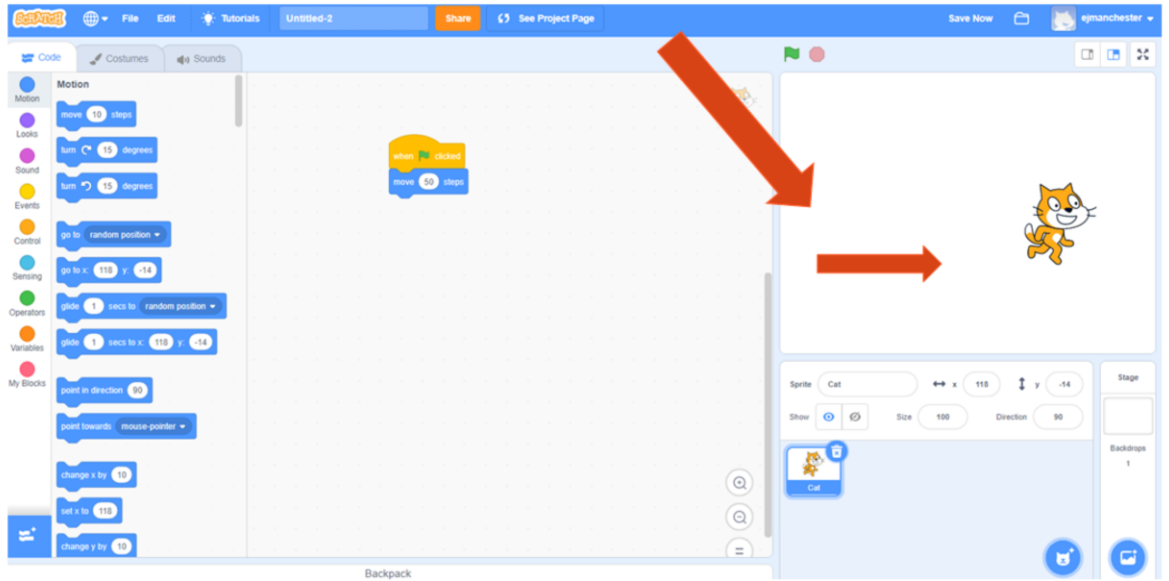 SCRATCH File Edit Tutorials Untitled-2 Share See Project Page Save Now ejmanchester
Code Costumes Sounds
Motion
Looks
Sound
Events
Control
Sensing
Operators
Variables
My Blocks
Motion
move 10 steps
turn 15 degrees
turn 15 degrees
go to random position
go to x: 118 y: -14
glide 1 secs to random position
glide 1 secs to x: 118 y: -14
point in direction 90
point towards mouse-pointer
change x by 10
set x to 118
change y by 10
when clicked
move 50 steps
Backpack
Sprite Cat x 118 y -14
Show Size 100 Direction 90
Cat
Stage
Backdrops
1